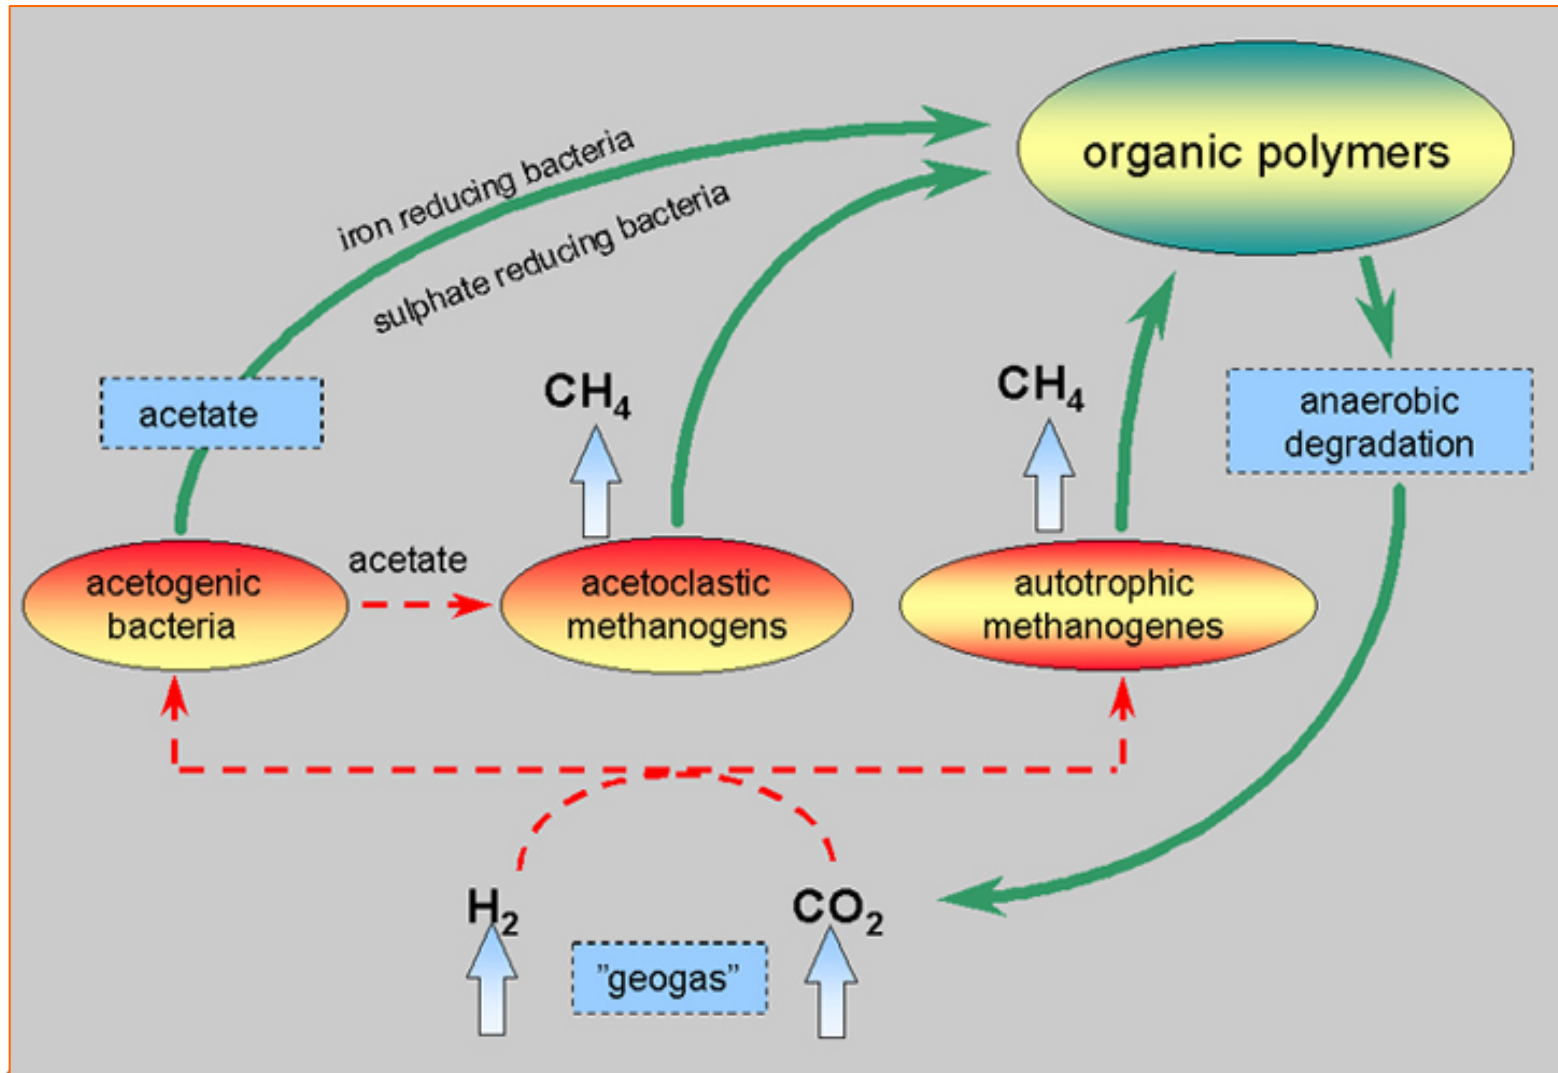 organic polymers
iron reducing bacteria
sulphate reducing bacteria
acetate
CH₄
CH₄
anaerobic
degradation
acetogenic
bacteria
acetate
acetoclastic
methanogens
autotrophic
methanogenes
H₂
CO₂
”geogas”